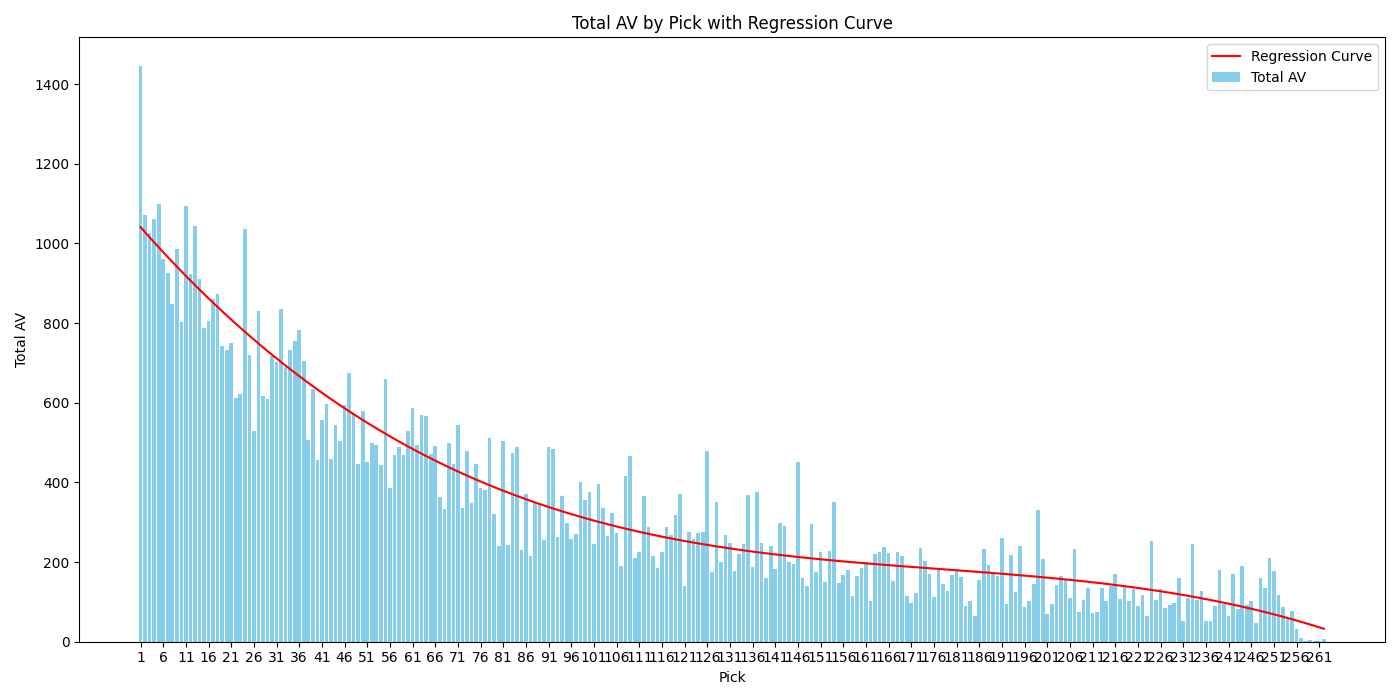 Total AV by Pick with Regression Curve
Regression Curve
Total AV
Total AV
1400
1200
1000
800
600
400
200
0
1 6 11 16 21 26 31 36 41 46 51 56 61 66 71 76 81 86 91 96 101 106 111 116 121 126 131 136 141 146 151 156 161 166 171 176 181 186 191 196 201 206 211 216 221 226 231 236 241 246 251 256 261
Pick